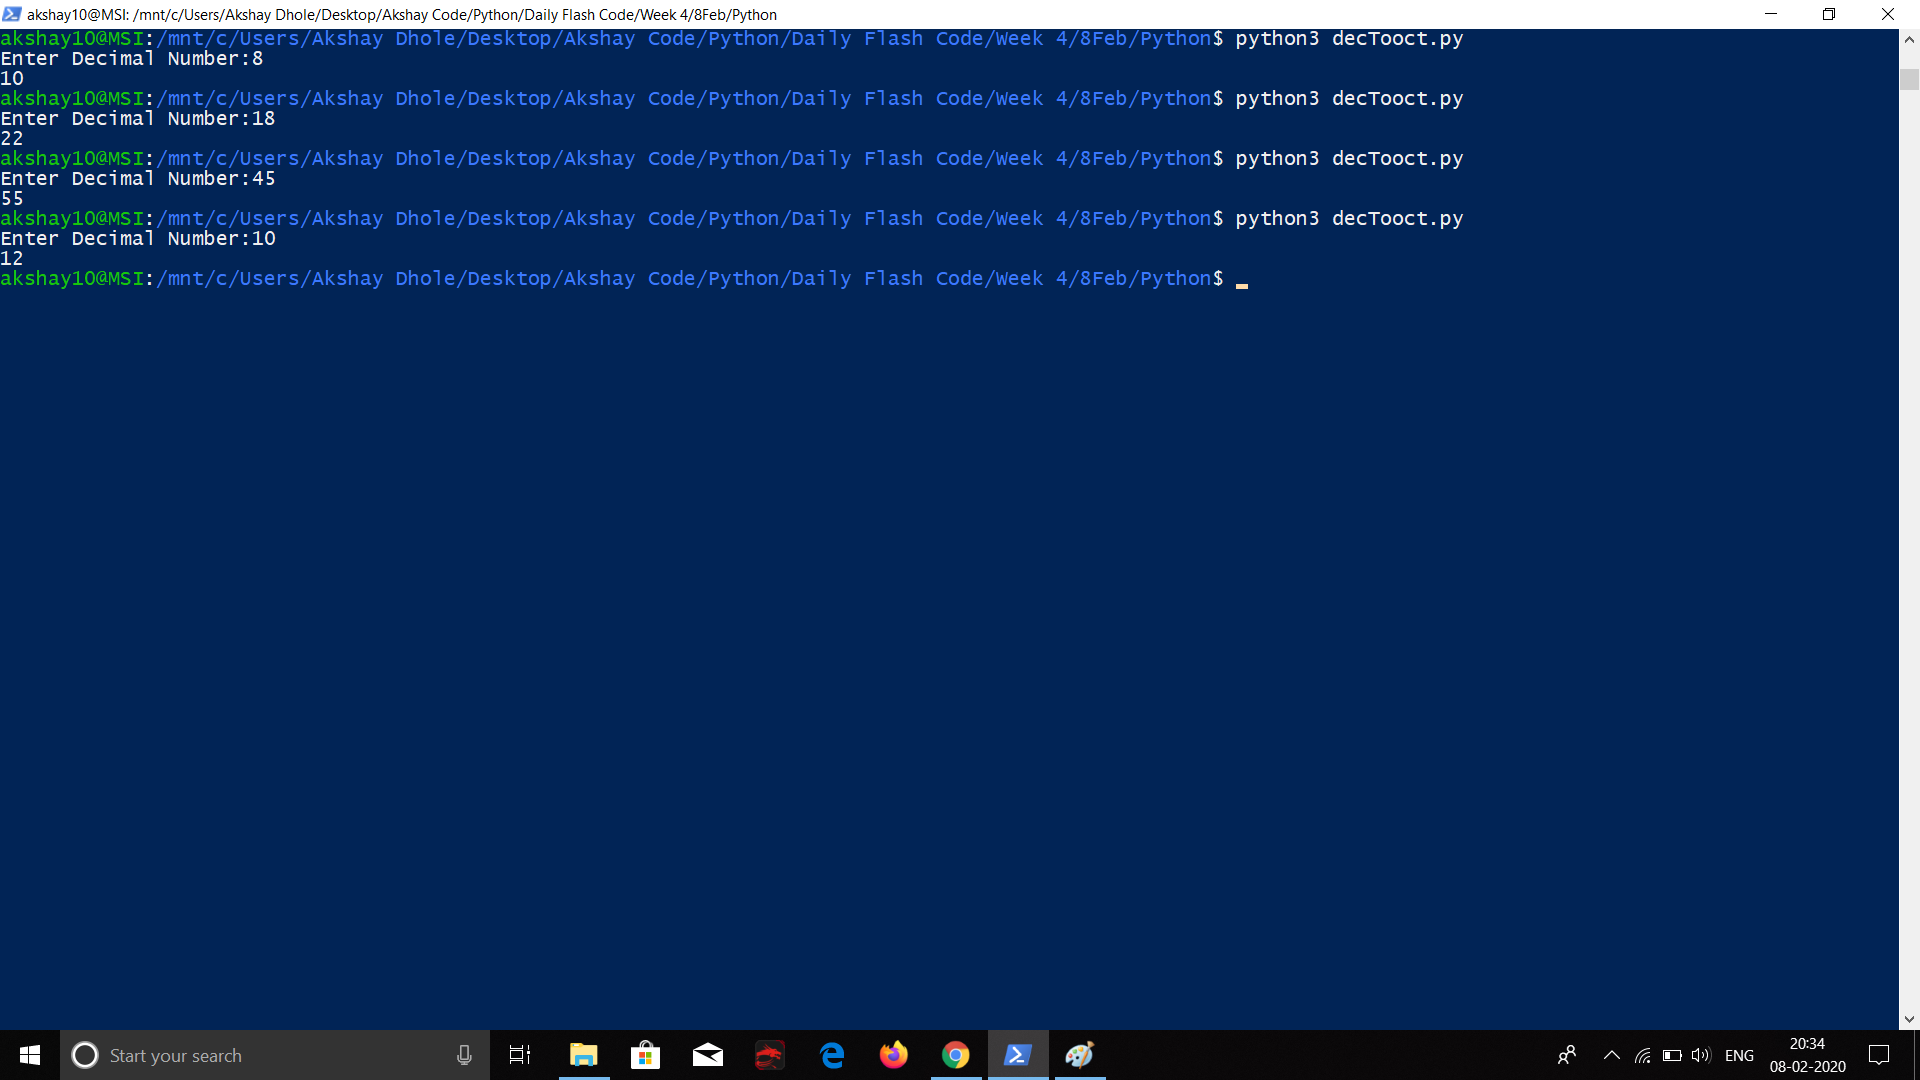 akshay10@MSI: /mnt/c/Users/Akshay Dhole/Desktop/Akshay Code/Python/Daily Flash Code/Week 4/8Feb/Python
akshay10@MSI:/mnt/c/Users/Akshay Dhole/Desktop/Akshay Code/Python/Daily Flash Code/Week 4/8Feb/Python$ python3 decTooct.py
Enter Decimal Number:8
10
akshay10@MSI:/mnt/c/Users/Akshay Dhole/Desktop/Akshay Code/Python/Daily Flash Code/Week 4/8Feb/Python$ python3 decTooct.py
Enter Decimal Number:18
22
akshay10@MSI:/mnt/c/Users/Akshay Dhole/Desktop/Akshay Code/Python/Daily Flash Code/Week 4/8Feb/Python$ python3 decTooct.py
Enter Decimal Number:45
55
akshay10@MSI:/mnt/c/Users/Akshay Dhole/Desktop/Akshay Code/Python/Daily Flash Code/Week 4/8Feb/Python$ python3 decTooct.py
Enter Decimal Number:10
12
akshay10@MSI:/mnt/c/Users/Akshay Dhole/Desktop/Akshay Code/Python/Daily Flash Code/Week 4/8Feb/Python$
Start your search
ENG
20:34
08-02-2020